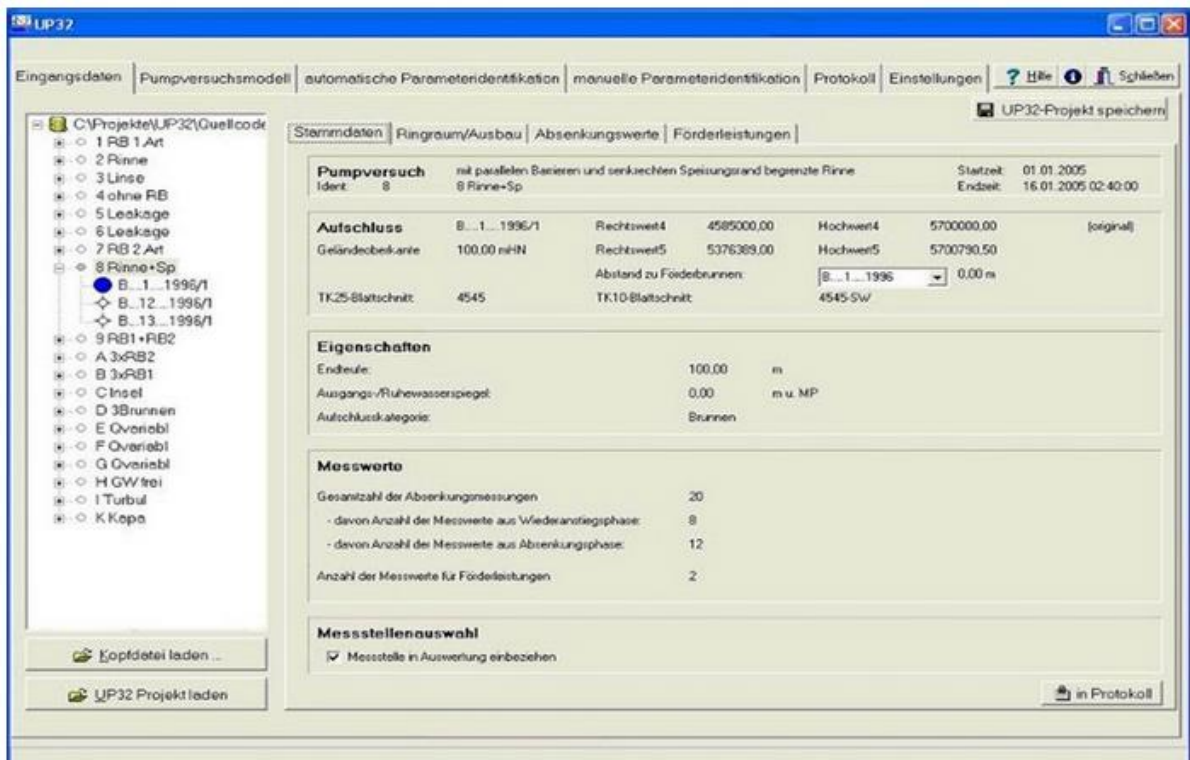 UP32
Eingangsdaten Pumpversuchsmodell automatische Parameteridentifikation manuelle Parameteridentifikation Protokoll Einstellungen ? Hilfe Schließen
UP32-Projekt speichern
C:\Projekte\UP32\Quellcode
1 RB 1.Art
2 Rinne
3 Linse
4 ohne RB
5 Leakage
6 Leakage
7 RB 2.Art
8 Rinne+Sp
B...1....1996/1
B...12....1996/1
B...13....1996/1
9 RB1+RB2
A 3xRB2
B 3xRB1
C Insel
D 3Brunnen
E Qvariabl
F Qvariabl
G Qvariabl
H GW frei
I Turbul
K Kapa
Kopfdatei laden ...
UP32 Projekt laden
Stammdaten Ringraum/Ausbau Absenkungswerte Förderleistungen
Pumpversuch mit parallelen Barrieren und senkrechten Speisungsrand begrenzte Rinne Startzeit: 01.01.2005
Ident 8 8 Rinne+Sp Endzeit: 16.01.2005 02:40:00
Aufschluss B...1....1996/1 Rechtswert4 4585000,00 Hochwert4 5700000,00 (original)
Geländeoberkante 100,00 mHN Rechtswert5 5376389,00 Hochwert5 5700790,50
Abstand zu Förderbrunnen: B...1....1996 0,00 m
TK25-Blattschnitt: 4545 TK10-Blattschnitt: 4545-SW
Eigenschaften
Endteufe: 100,00 m
Ausgangs-/Ruhewasserspiegel: 0,00 m u. MP
Aufschlusskategorie: Brunnen
Messwerte
Gesamtzahl der Absenkungsmessungen 20
- davon Anzahl der Messwerte aus Wiederanstiegsphase: 8
- davon Anzahl der Messwerte aus Absenkungsphase: 12
Anzahl der Messwerte für Förderleistungen 2
Messstellenauswahl
Messstelle in Auswertung einbeziehen
in Protokoll